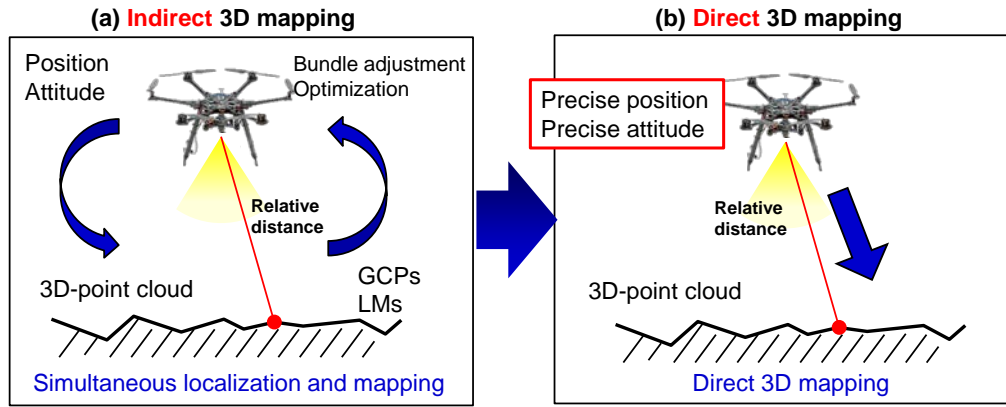 (a) Indirect 3D mapping
Position
Attitude
Bundle adjustment
Optimization
Relative
distance
3D-point cloud
GCPs
LMs
Simultaneous localization and mapping
(b) Direct 3D mapping
Precise position
Precise attitude
Relative
distance
3D-point cloud
Direct 3D mapping